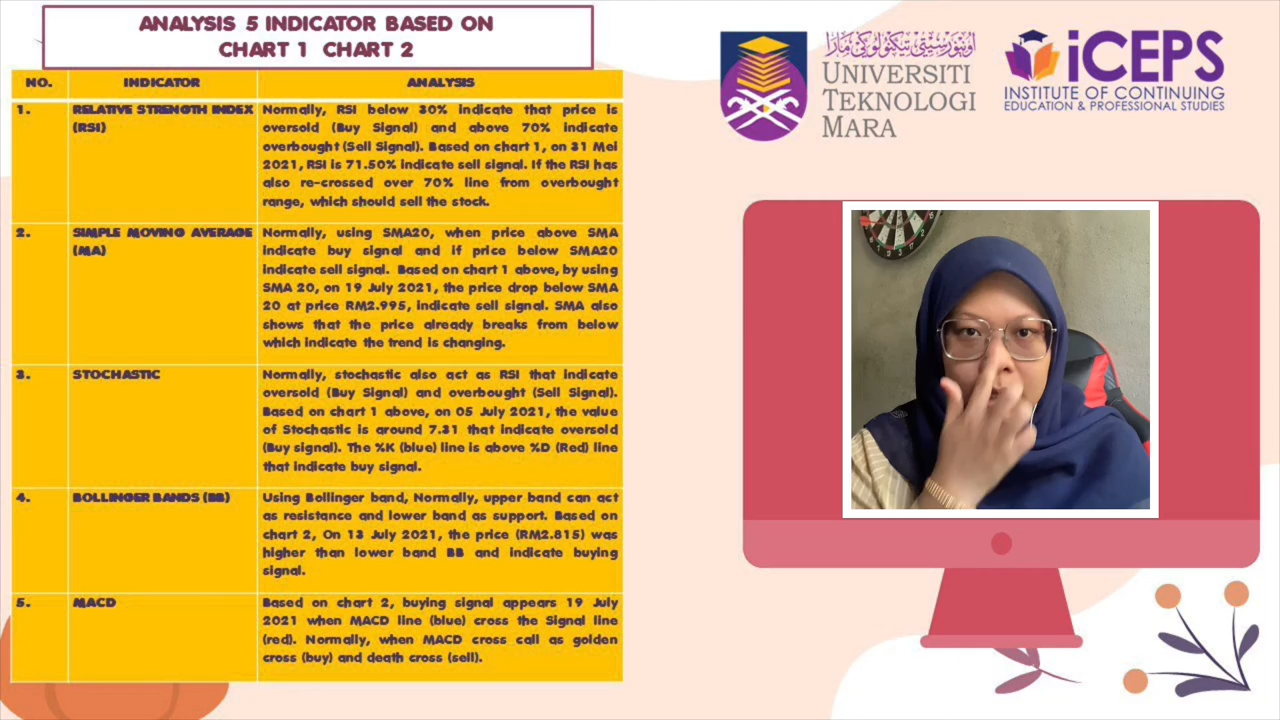 ANALYSIS 5 INDICATOR BASED ON
CHART 1 CHART 2
NO. INDICATOR ANALYSIS
1. RELATIVE STRENGTH INDEX (RSI)
Normally, RSI below 30% indicate that price is
oversold (Buy Signal) and above 70% indicate
overbought (Sell Signal). Based on chart 1, on 31 Mei
2021, RSI is 71.50% indicate sell signal. If the RSI has
also re-crossed over 70% line from overbought
range, which should sell the stock.
2. SIMPLE MOVING AVERAGE (MA)
Normally, using SMA20, when price above SMA
indicate buy signal and if price below SMA20
indicate sell signal. Based on chart 1 above, by using
SMA 20, on 19 July 2021, the price drop below SMA
20 at price RM2.995, indicate sell signal. SMA also
shows that the price already breaks from below
which indicate the trend is changing.
3. STOCHASTIC
Normally, stochastic also act as RSI that indicate
oversold (Buy Signal) and overbought (Sell Signal).
Based on chart 1 above, on 05 July 2021, the value
of Stochastic is around 7.31 that indicate oversold
(Buy signal). The %K (blue) line is above %D (Red) line
that indicate buy signal.
4. BOLLINGER BANDS (BB)
Using Bollinger band, Normally, upper band can act
as resistance and lower band as support. Based on
chart 2, On 13 July 2021, the price (RM2.815) was
higher than lower band BB and indicate buying
signal.
5. MACD
Based on chart 2, buying signal appears 19 July
2021 when MACD line (blue) cross the Signal line
(red). Normally, when MACD cross call as golden
cross (buy) and death cross (sell).
اونيۏرسيتي تيكنولوڬي مارا
UNIVERSITI
TEKNOLOGI
MARA
iCEPS
INSTITUTE OF CONTINUING
EDUCATION & PROFESSIONAL STUDIES